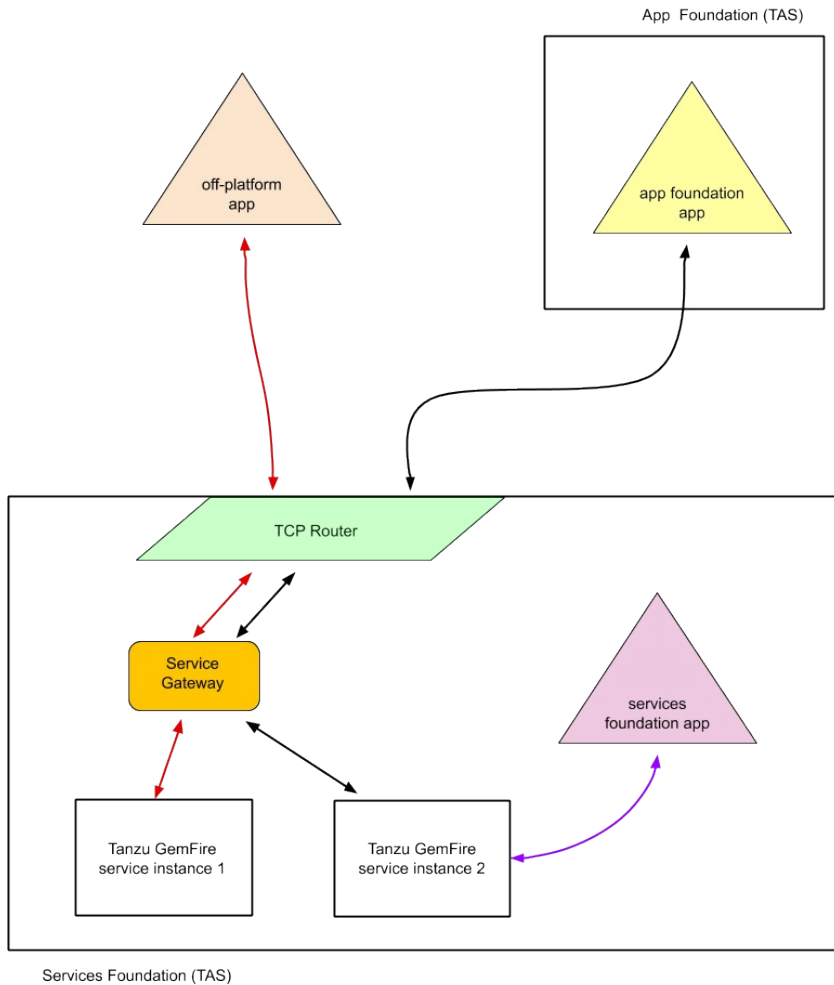 App Foundation (TAS)
off-platform
app
app foundation
app
TCP Router
Service
Gateway
services
foundation app
Tanzu GemFire
service instance 1
Tanzu GemFire
service instance 2
Services Foundation (TAS)